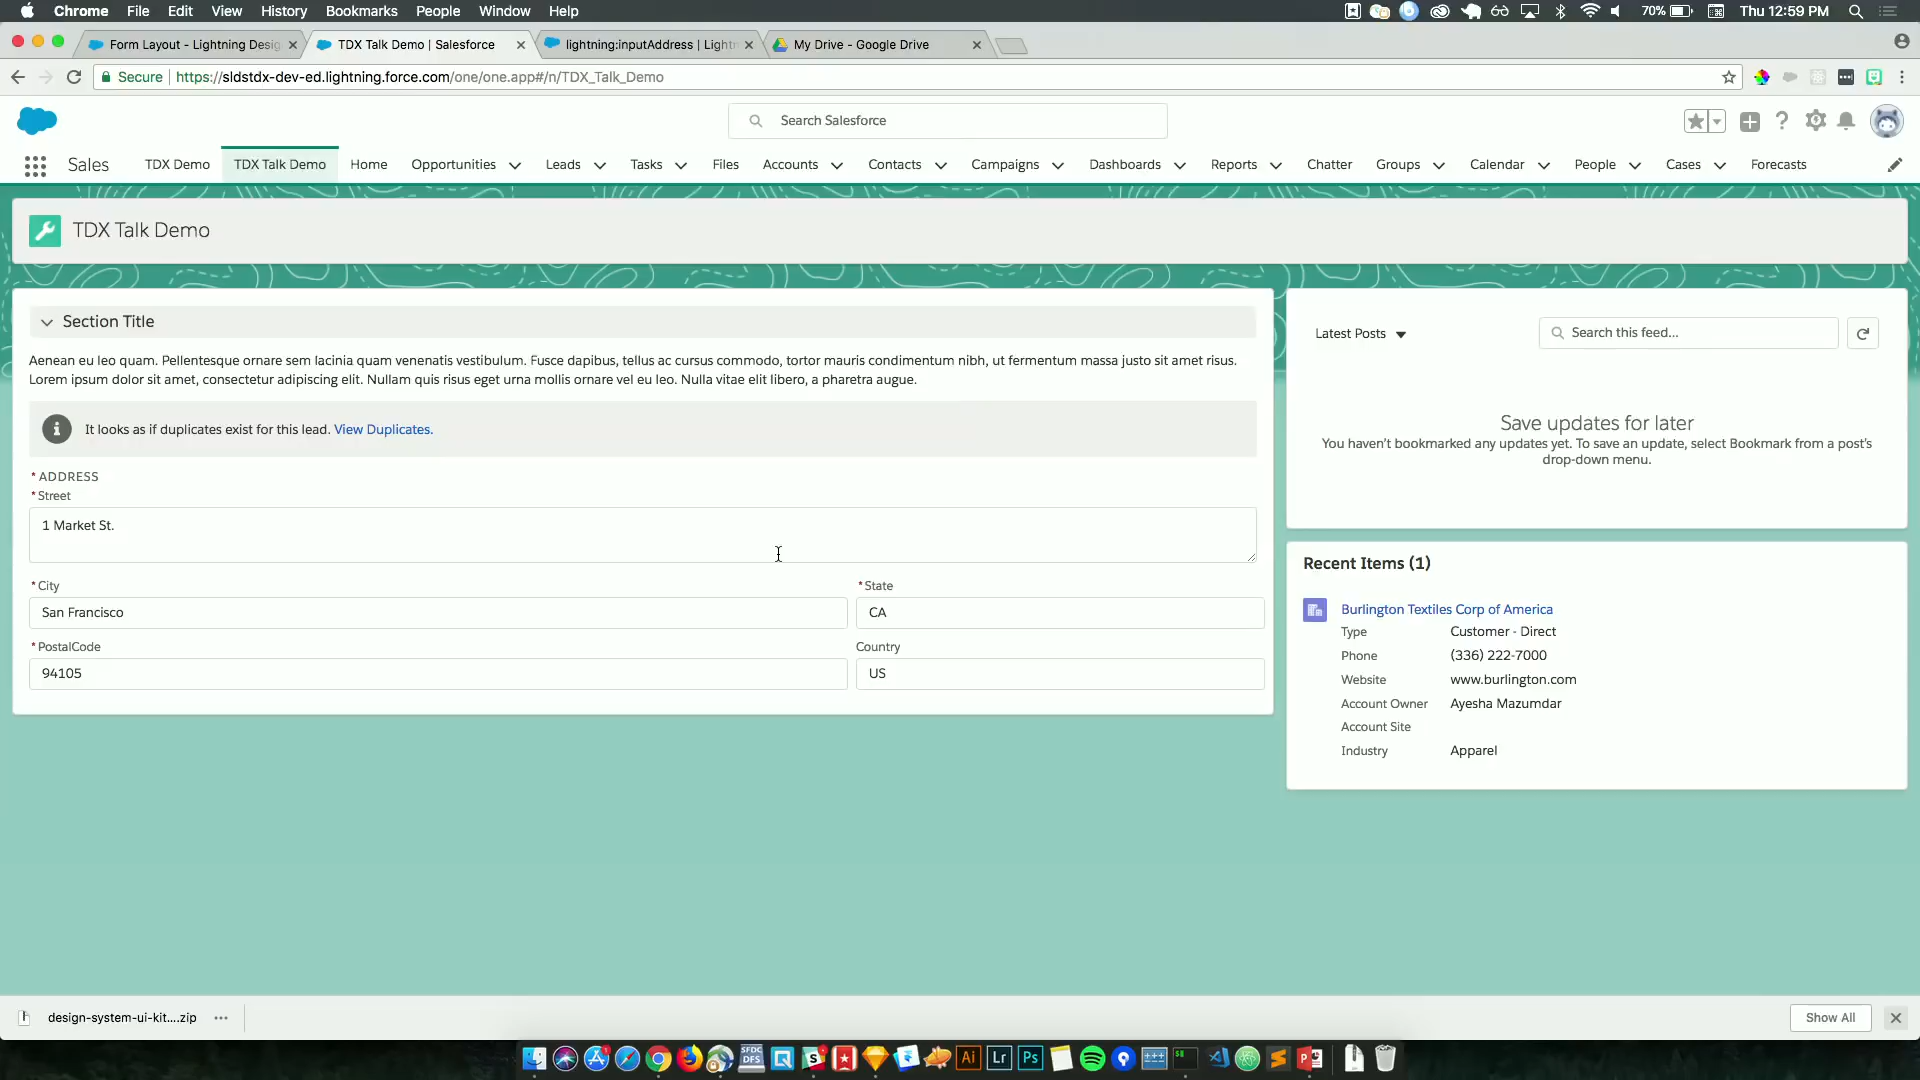 Chrome File Edit View History Bookmarks People Window Help 70% Thu 12:59 PM
Form Layout - Lightning Desig
TDX Talk Demo | Salesforce
lightning:inputAddress | Light
My Drive - Google Drive
Secure https://sldstdx-dev-ed.lightning.force.com/one/one.app#/n/TDX_Talk_Demo
Search Salesforce
Sales TDX Demo TDX Talk Demo Home Opportunities Leads Tasks Files Accounts Contacts Campaigns Dashboards Reports Chatter Groups Calendar People Cases Forecasts
TDX Talk Demo
Section Title
Aenean eu leo quam. Pellentesque ornare sem lacinia quam venenatis vestibulum. Fusce dapibus, tellus ac cursus commodo, tortor mauris condimentum nibh, ut fermentum massa justo sit amet risus.
Lorem ipsum dolor sit amet, consectetur adipiscing elit. Nullam quis risus eget urna mollis ornare vel eu leo. Nulla vitae elit libero, a pharetra augue.
It looks as if duplicates exist for this lead. View Duplicates.
* ADDRESS
* Street
1 Market St.
* City
San Francisco
* State
CA
* PostalCode
94105
Country
US
Latest Posts
Search this feed...
Save updates for later
You haven't bookmarked any updates yet. To save an update, select Bookmark from a post's
drop-down menu.
Recent Items (1)
Burlington Textiles Corp of America
Type Customer - Direct
Phone (336) 222-7000
Website www.burlington.com
Account Owner Ayesha Mazumdar
Account Site
Industry Apparel
design-system-ui-kit....zip
Show All
SFDC
DFS
Ai Lr Ps